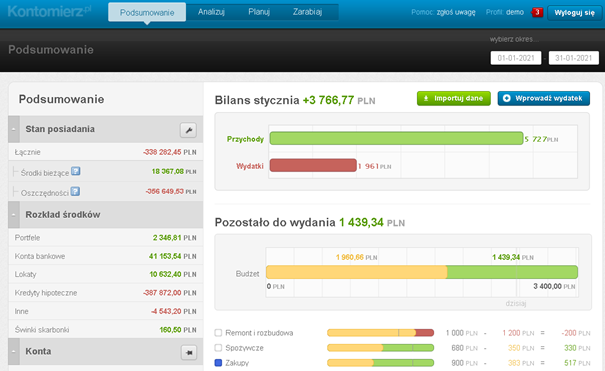 Kontomierz.pl
Podsumowanie Analizuj Planuj Zarabiaj
Pomoc zgłoś uwagę Profil demo 3 Wyloguj się
Podsumowanie
wybierz okres...
01-01-2021 - 31-01-2021
Podsumowanie
- Stan posiadania
Łącznie -338 282,45 PLN
Środki bieżące ? 18 367,08 PLN
Oszczędności ? -356 649,53 PLN
- Rozkład środków
Portfele 2 346,81 PLN
Konta bankowe 41 153,54 PLN
Lokaty 10 632,40 PLN
Kredyty hipoteczne -387 872,00 PLN
Inne -4 543,20 PLN
Świnki skarbonki 160,50 PLN
- Konta
Bilans stycznia +3 766,77 PLN
Importuj dane
Wprowadź wydatek
Przychody 5 727 PLN
Wydatki 1 961 PLN
Pozostało do wydania 1 439,34 PLN
1 960,66 PLN 1 439,34 PLN
Budżet
0 PLN 3 400,00 PLN
dzisiaj
Remont i rozbudowa 1 000 PLN - 1 200 PLN = -200 PLN
Spożywcze 680 PLN - 350 PLN = 330 PLN
Zakupy 900 PLN - 383 PLN = 517 PLN